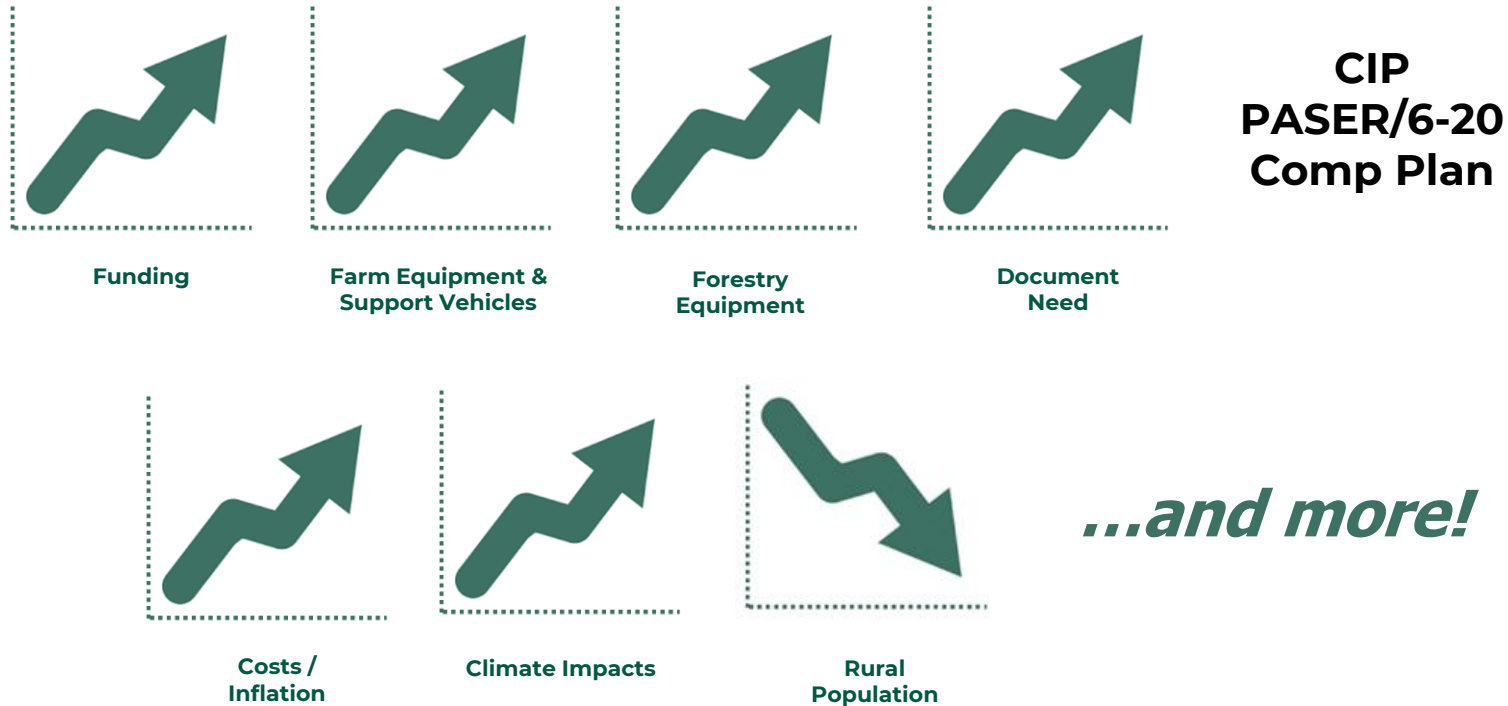 CIP
PASER/6-20
Comp Plan
Funding
Farm Equipment &
Support Vehicles
Forestry
Equipment
Document
Need
...and more!
Costs /
Inflation
Climate Impacts
Rural
Population